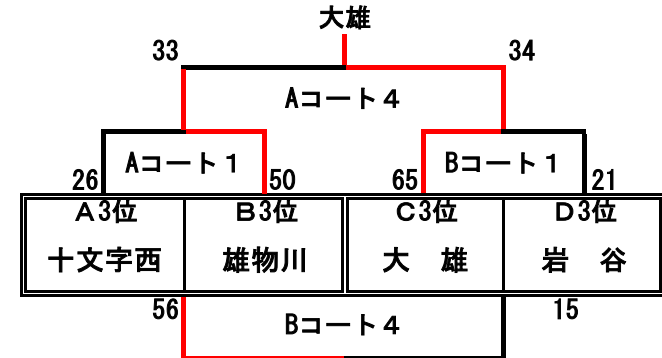 大雄
33 34
Aコート4
Aコート1 Bコート1
26 50 65 21
A3位 B3位 C3位 D3位
十文字西 雄物川 大　雄 岩　谷
56 15
Bコート4